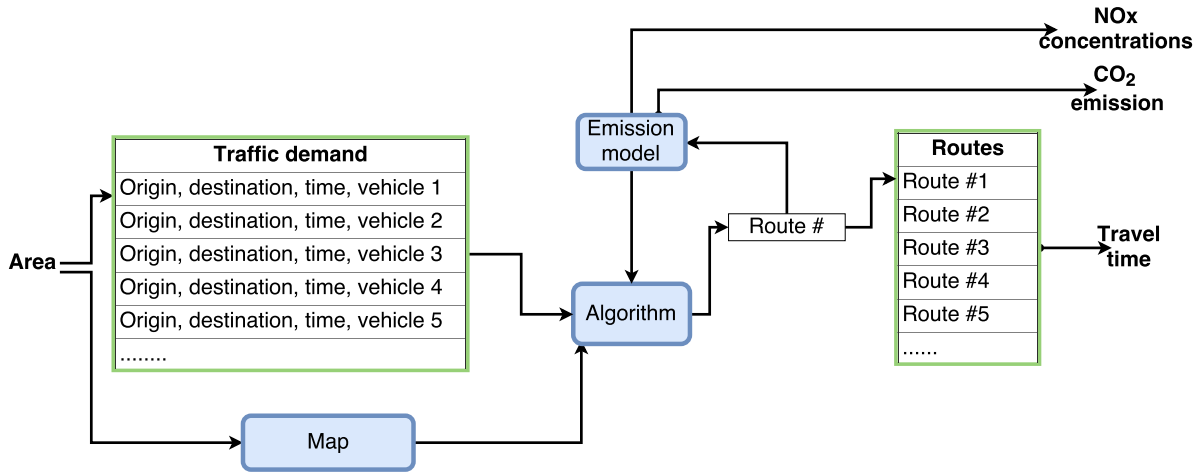 NOx
concentrations
CO2
emission
Emission
model
Traffic demand
Origin, destination, time, vehicle 1
Origin, destination, time, vehicle 2
Origin, destination, time, vehicle 3
Origin, destination, time, vehicle 4
Origin, destination, time, vehicle 5
........
Area
Map
Algorithm
Route #
Routes
Route #1
Route #2
Route #3
Route #4
Route #5
......
Travel
time